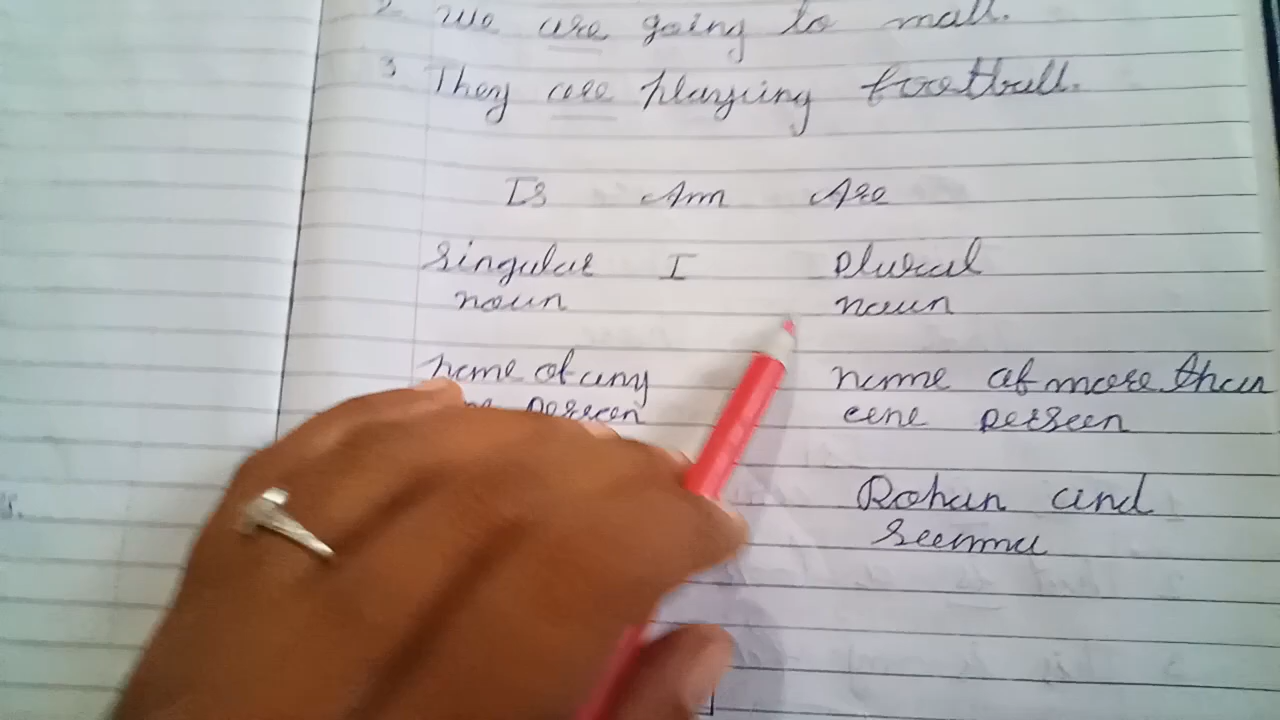 2 We are going to mall.
3 They are playing football.
Is Am Are
Singular I Plural
noun noun
name of any name of more than
person one person
Rohan and
Seema